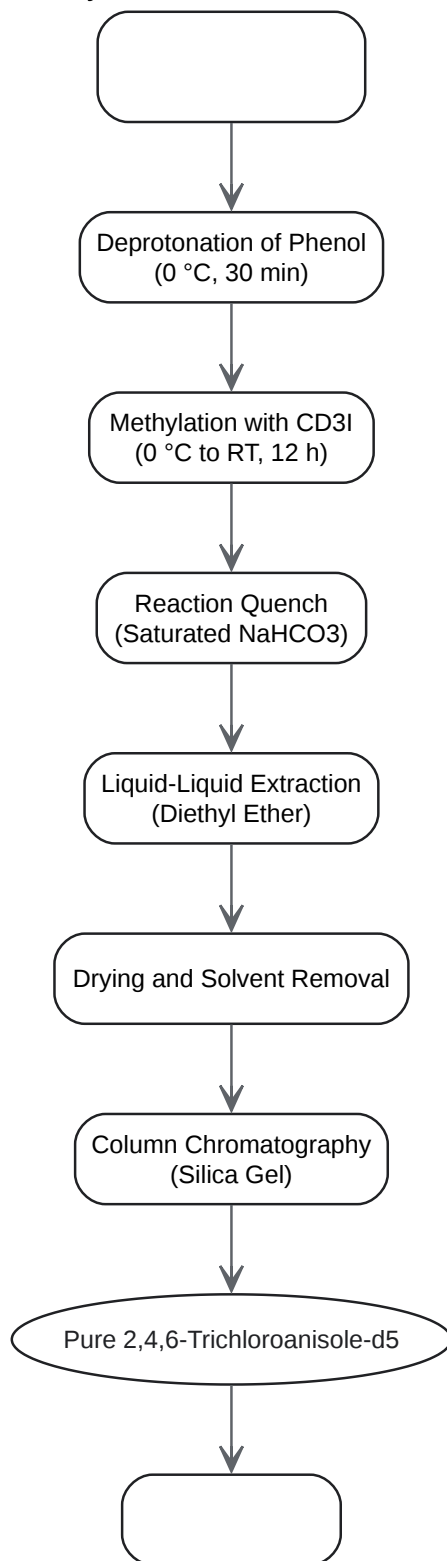 Deprotonation of Phenol
(0 °C, 30 min)
Methylation with CD3I
(0 °C to RT, 12 h)
Reaction Quench
(Saturated NaHCO3)
Liquid-Liquid Extraction
(Diethyl Ether)
Drying and Solvent Removal
Column Chromatography
(Silica Gel)
Pure 2,4,6-Trichloroanisole-d5